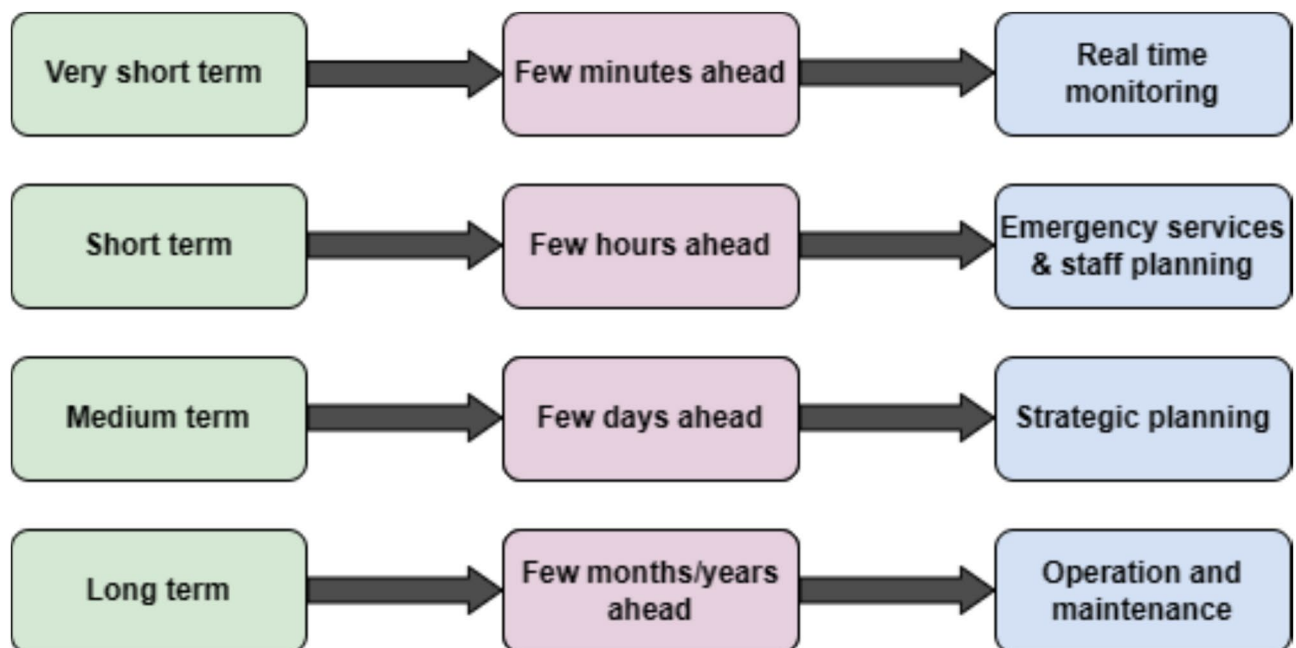 Very short term
Few minutes ahead
Real time
monitoring
Short term
Few hours ahead
Emergency services
& staff planning
Medium term
Few days ahead
Strategic planning
Long term
Few months/years
ahead
Operation and
maintenance